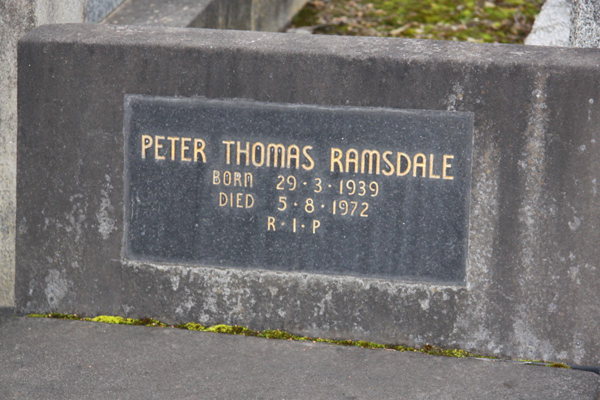 PETER THOMAS RAMSDALE
BORN 29·3·1939
DIED 5·8·1972
R·I·P